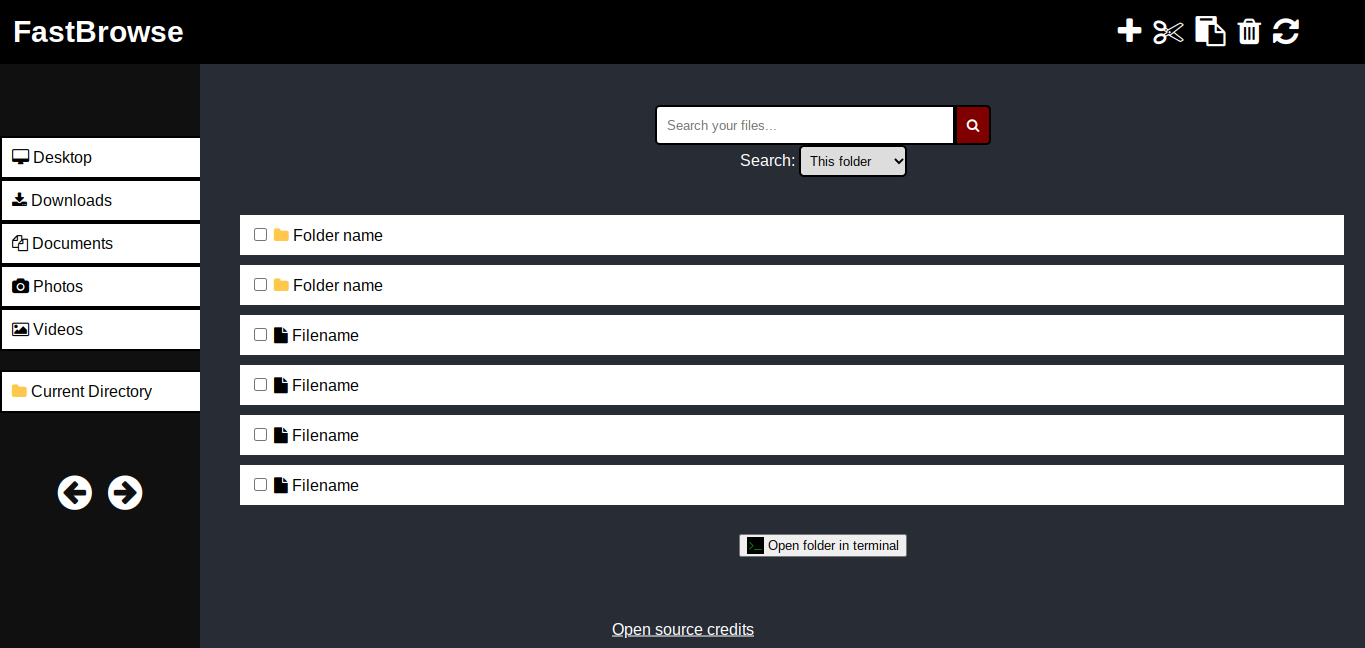 FastBrowse
Search your files...
Search: This folder
Desktop
Downloads
Documents
Photos
Videos
Current Directory
Folder name
Folder name
Filename
Filename
Filename
Filename
>_ Open folder in terminal
Open source credits